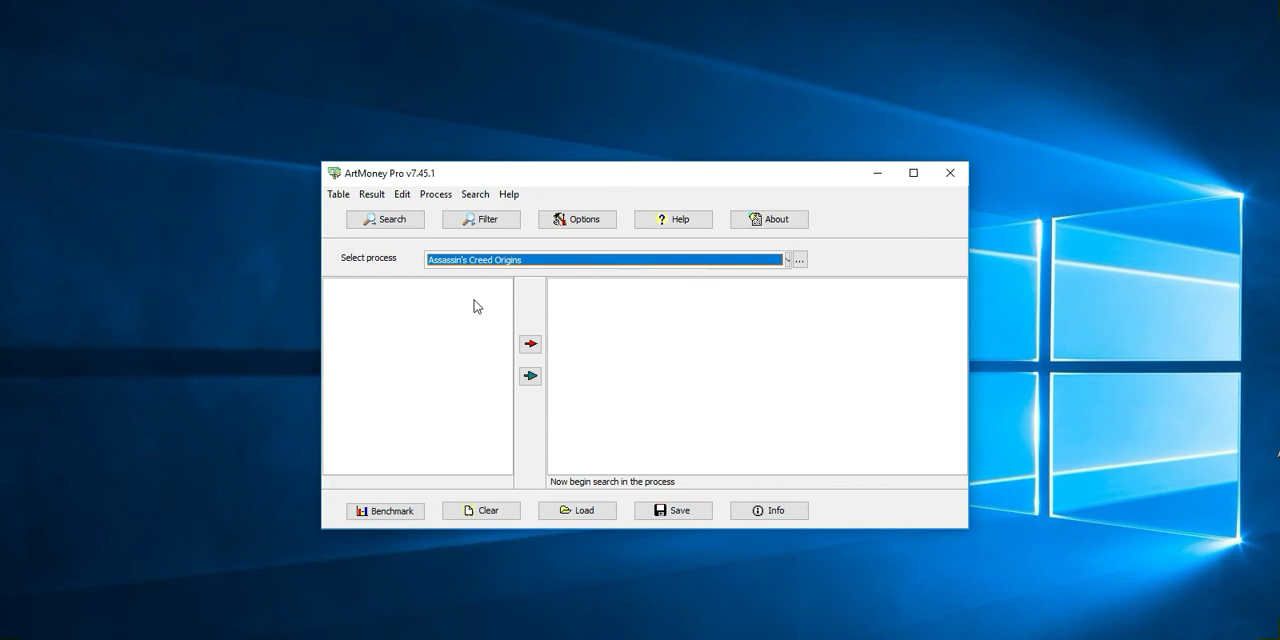 ArtMoney Pro v7.45.1
Table Result Edit Process Search Help
Search Filter Options Help About
Select process Assassin's Creed Origins ...
Now begin search in the process
Benchmark Clear Load Save Info